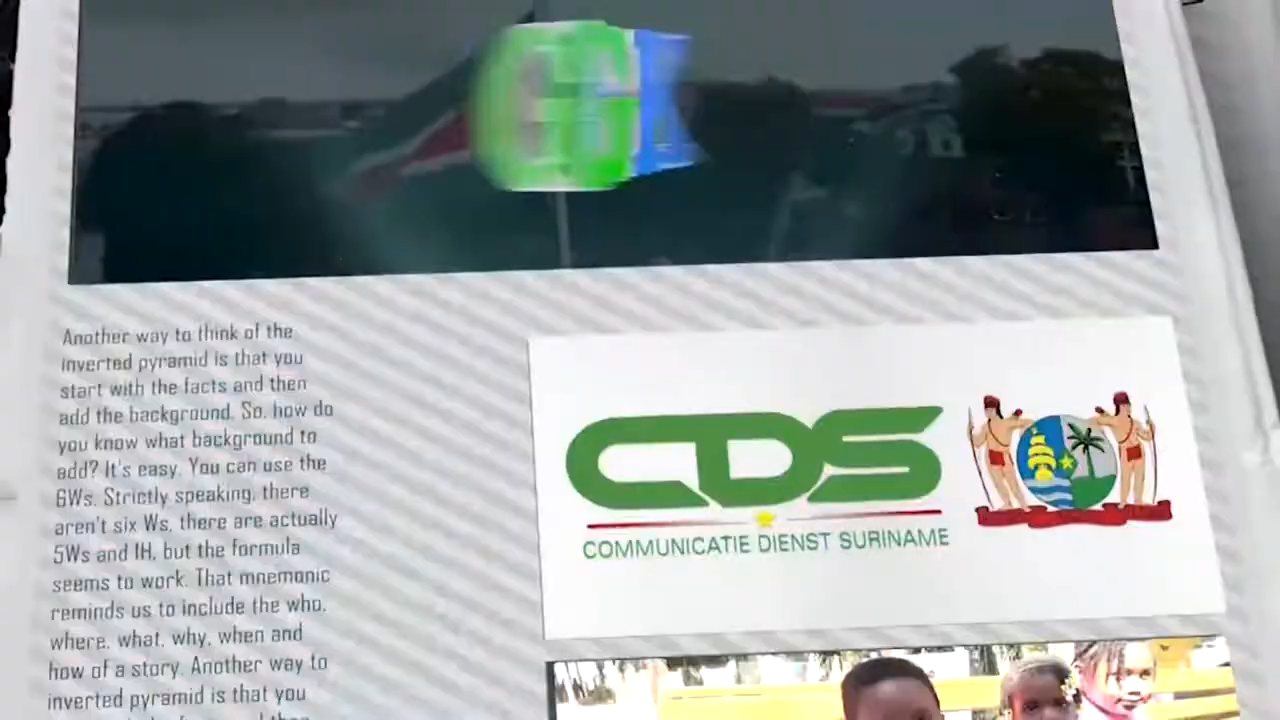 Another way to think of the
inverted pyramid is that you
start with the facts and then
add the background. So, how do
you know what background to
add? It's easy. You can use the
6Ws. Strictly speaking, there
aren't six Ws, there are actually
5Ws and 1H, but the formula
seems to work. That mnemonic
reminds us to include the who,
where, what, why, when and
how of a story. Another way to
inverted pyramid is that you
CDS
COMMUNICATIE DIENST SURINAME